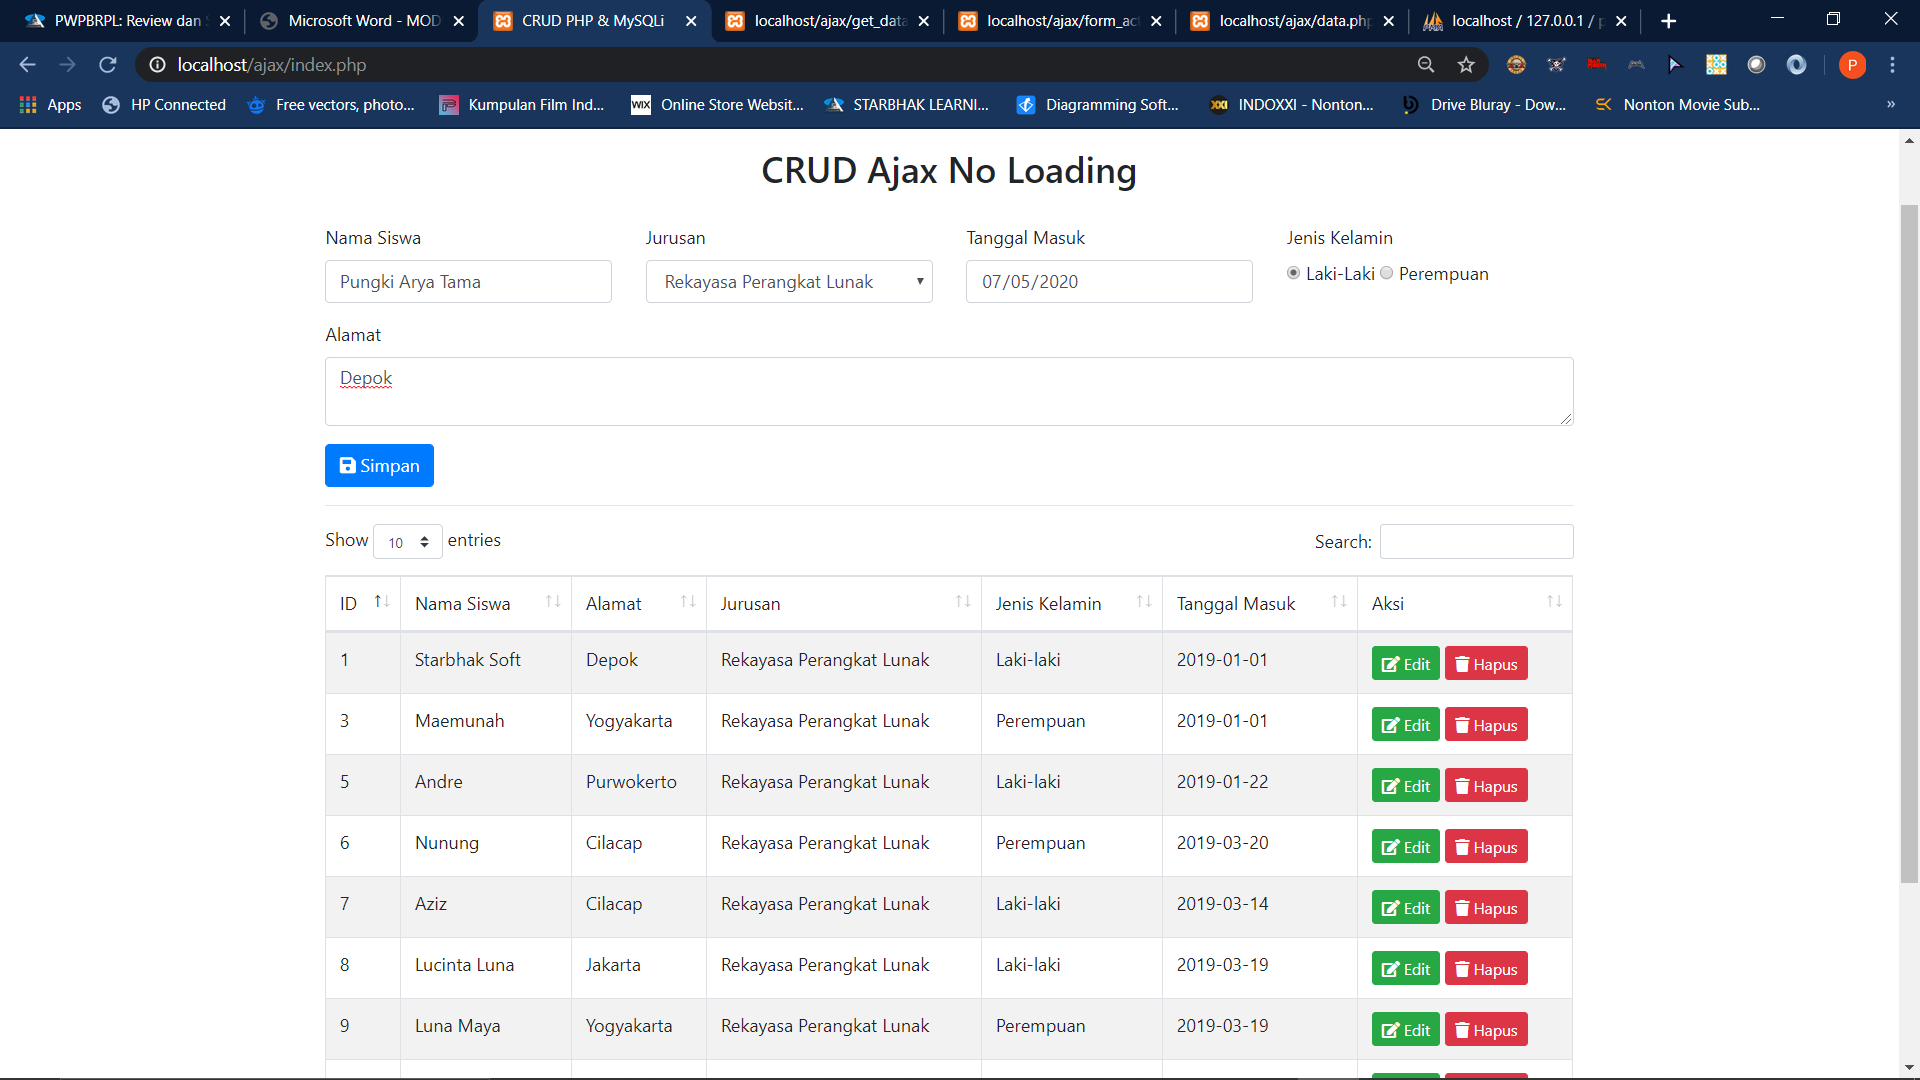 PWPBRPL: Review dan
Microsoft Word - MOD
CRUD PHP & MySQLi
localhost/ajax/get_data
localhost/ajax/form_act
localhost/ajax/data.php
localhost / 127.0.0.1 / p
localhost/ajax/index.php
P
Apps
HP Connected
Free vectors, photo...
Kumpulan Film Ind...
WIX
Online Store Websit...
STARBHAK LEARNI...
Diagramming Soft...
XXI
INDOXXI - Nonton...
Drive Bluray - Dow...
Nonton Movie Sub...
»
CRUD Ajax No Loading
Nama Siswa Jurusan Tanggal Masuk Jenis Kelamin
Pungki Arya Tama Rekayasa Perangkat Lunak 07/05/2020 Laki-Laki Perempuan
Alamat
Depok
Simpan
Show 10 entries Search:
ID Nama Siswa Alamat Jurusan Jenis Kelamin Tanggal Masuk Aksi
1 Starbhak Soft Depok Rekayasa Perangkat Lunak Laki-laki 2019-01-01 Edit Hapus
3 Maemunah Yogyakarta Rekayasa Perangkat Lunak Perempuan 2019-01-01 Edit Hapus
5 Andre Purwokerto Rekayasa Perangkat Lunak Laki-laki 2019-01-22 Edit Hapus
6 Nunung Cilacap Rekayasa Perangkat Lunak Perempuan 2019-03-20 Edit Hapus
7 Aziz Cilacap Rekayasa Perangkat Lunak Laki-laki 2019-03-14 Edit Hapus
8 Lucinta Luna Jakarta Rekayasa Perangkat Lunak Laki-laki 2019-03-19 Edit Hapus
9 Luna Maya Yogyakarta Rekayasa Perangkat Lunak Perempuan 2019-03-19 Edit Hapus